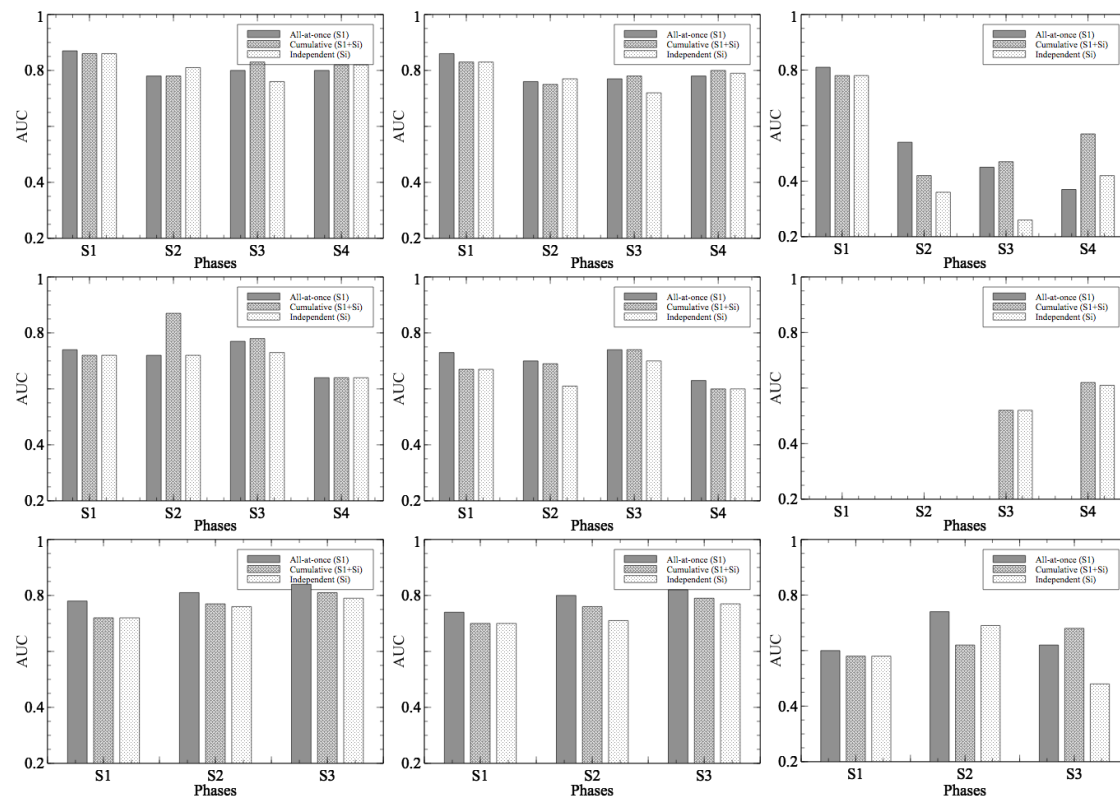 1
0.8
0.4
0.2
AUC
All-at-once (S1)
Cumulative (S1+Si)
Independent (Si)
S1 S2 S3 S4
Phases
1
0.8
0.4
0.2
AUC
All-at-once (S1)
Cumulative (S1+Si)
Independent (Si)
S1 S2 S3 S4
Phases
1
0.8
0.4
0.2
AUC
All-at-once (S1)
Cumulative (S1+Si)
Independent (Si)
S1 S2 S3 S4
Phases
1
0.8
0.4
0.2
AUC
All-at-once (S1)
Cumulative (S1+Si)
Independent (Si)
S1 S2 S3 S4
Phases
1
0.8
0.4
0.2
AUC
All-at-once (S1)
Cumulative (S1+Si)
Independent (Si)
S1 S2 S3 S4
Phases
1
0.8
0.4
0.2
AUC
All-at-once (S1)
Cumulative (S1+Si)
Independent (Si)
S1 S2 S3 S4
Phases
1
0.8
0.4
0.2
AUC
All-at-once (S1)
Cumulative (S1+Si)
Independent (Si)
S1 S2 S3
Phases
1
0.8
0.4
0.2
AUC
All-at-once (S1)
Cumulative (S1+Si)
Independent (Si)
S1 S2 S3
Phases
1
0.8
0.4
0.2
AUC
All-at-once (S1)
Cumulative (S1+Si)
Independent (Si)
S1 S2 S3
Phases